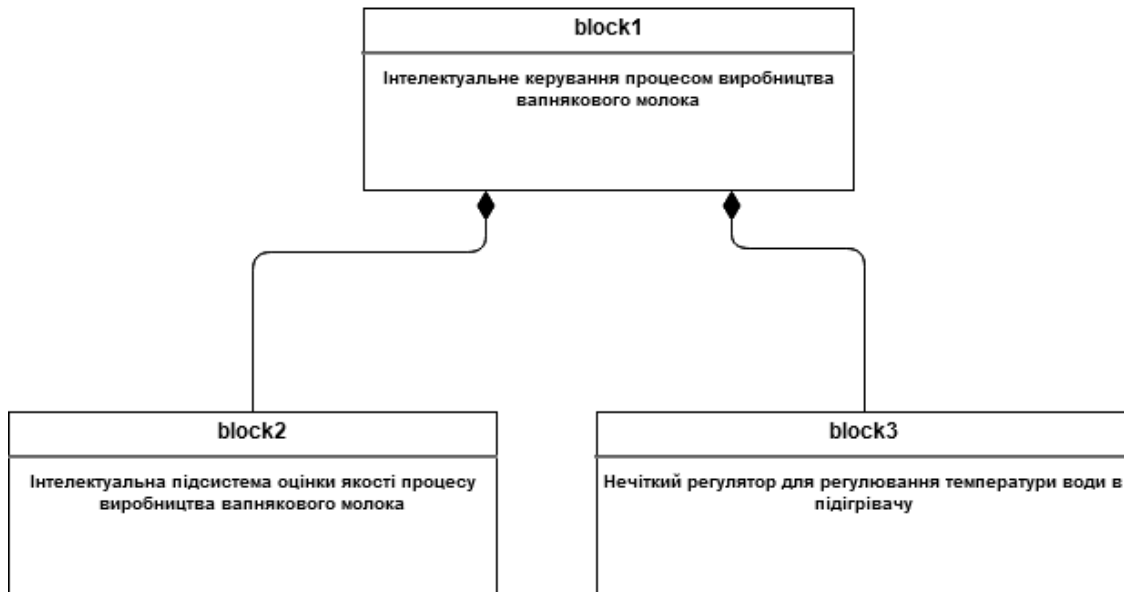 block1
Інтелектуальне керування процесом виробництва
вапнякового молока
block2
Інтелектуальна підсистема оцінки якості процесу
виробництва вапнякового молока
block3
Нечіткий регулятор для регулювання температури води в
підігрівачу